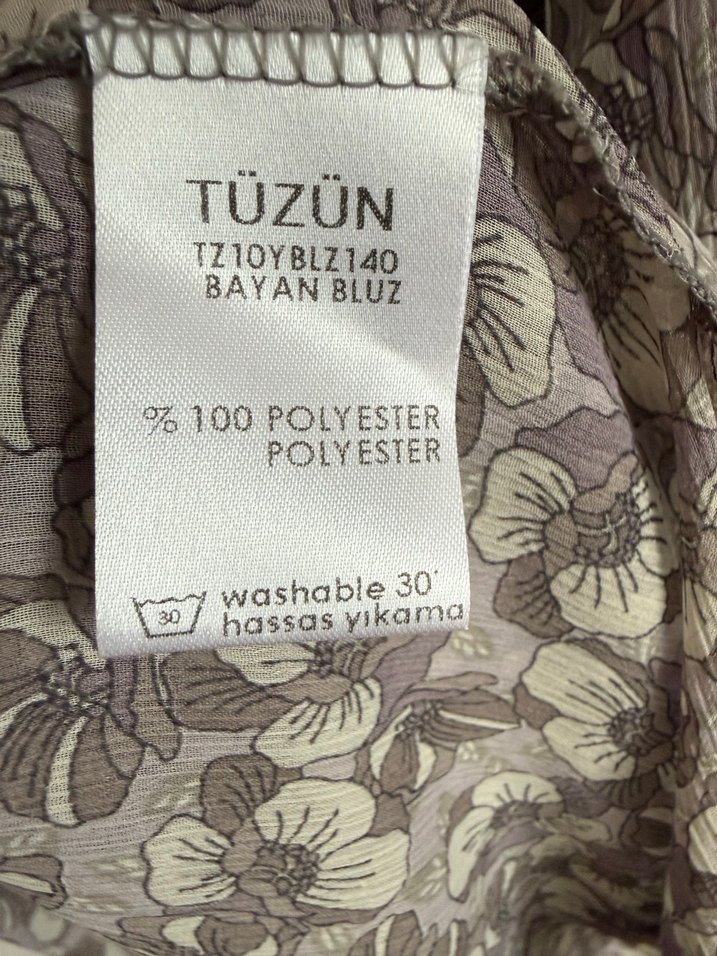 TÜZÜN
TZ10YBLZ140
BAYAN BLUZ
% 100 POLYESTER
POLYESTER
30 washable 30°
hassas yıkama